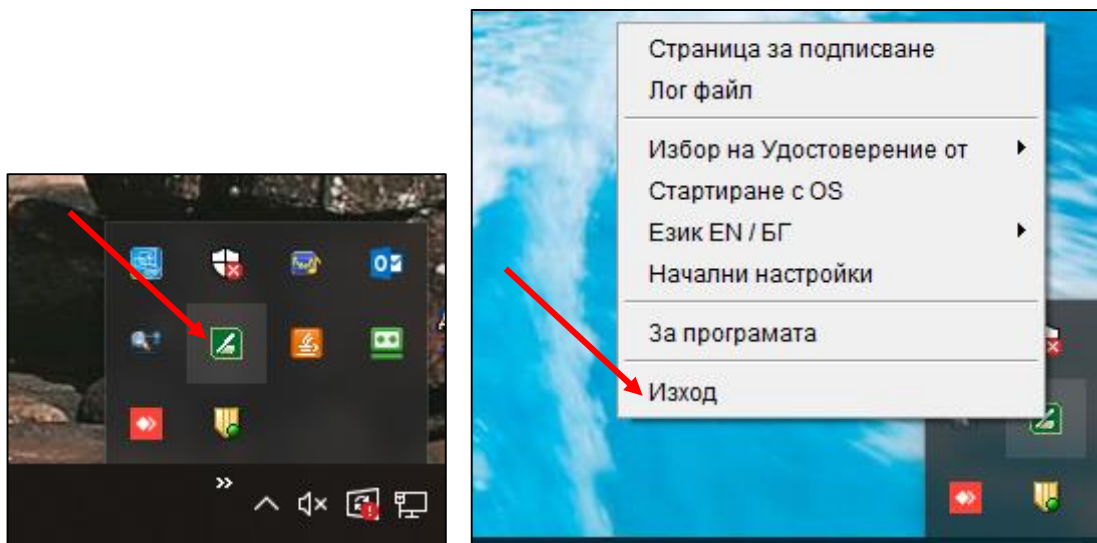 Страница за подписване
Лог файл
Избор на Удостоверение от
Стартиране с OS
Език EN / БГ
Начални настройки
За програмата
Изход